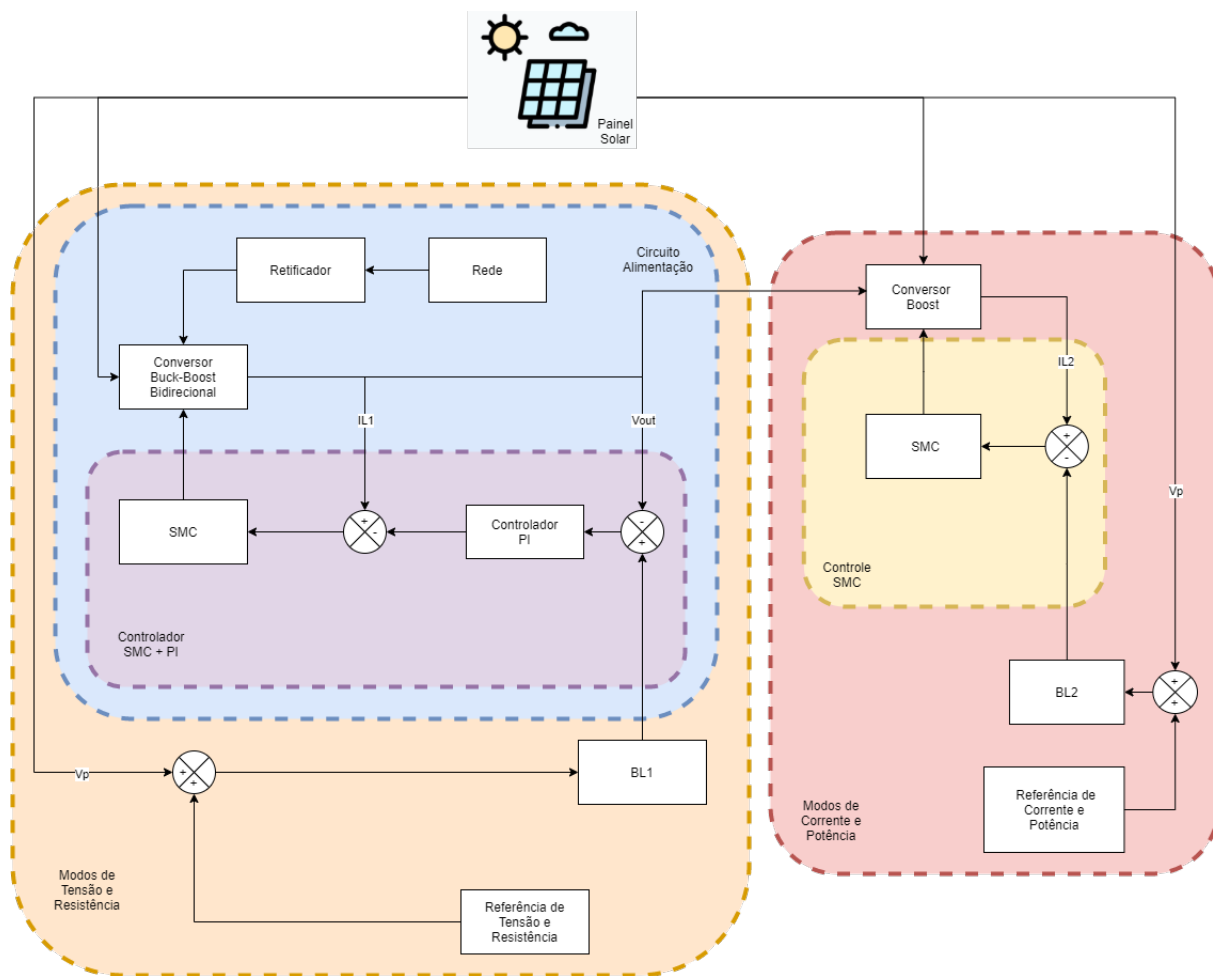 Painel
Solar
Circuito
Alimentação
Retificador
Rede
Conversor
Buck-Boost
Bidirecional
IL1
Vout
SMC
+
-
Controlador
PI
-
+
Controlador
SMC + PI
Vp
+
+
BL1
Modos de
Tensão e
Resistência
Referência de
Tensão e
Resistência
Conversor
Boost
IL2
SMC
+
-
Controle
SMC
Vp
BL2
+
+
Modos de
Corrente e
Potência
Referência de
Corrente e
Potência